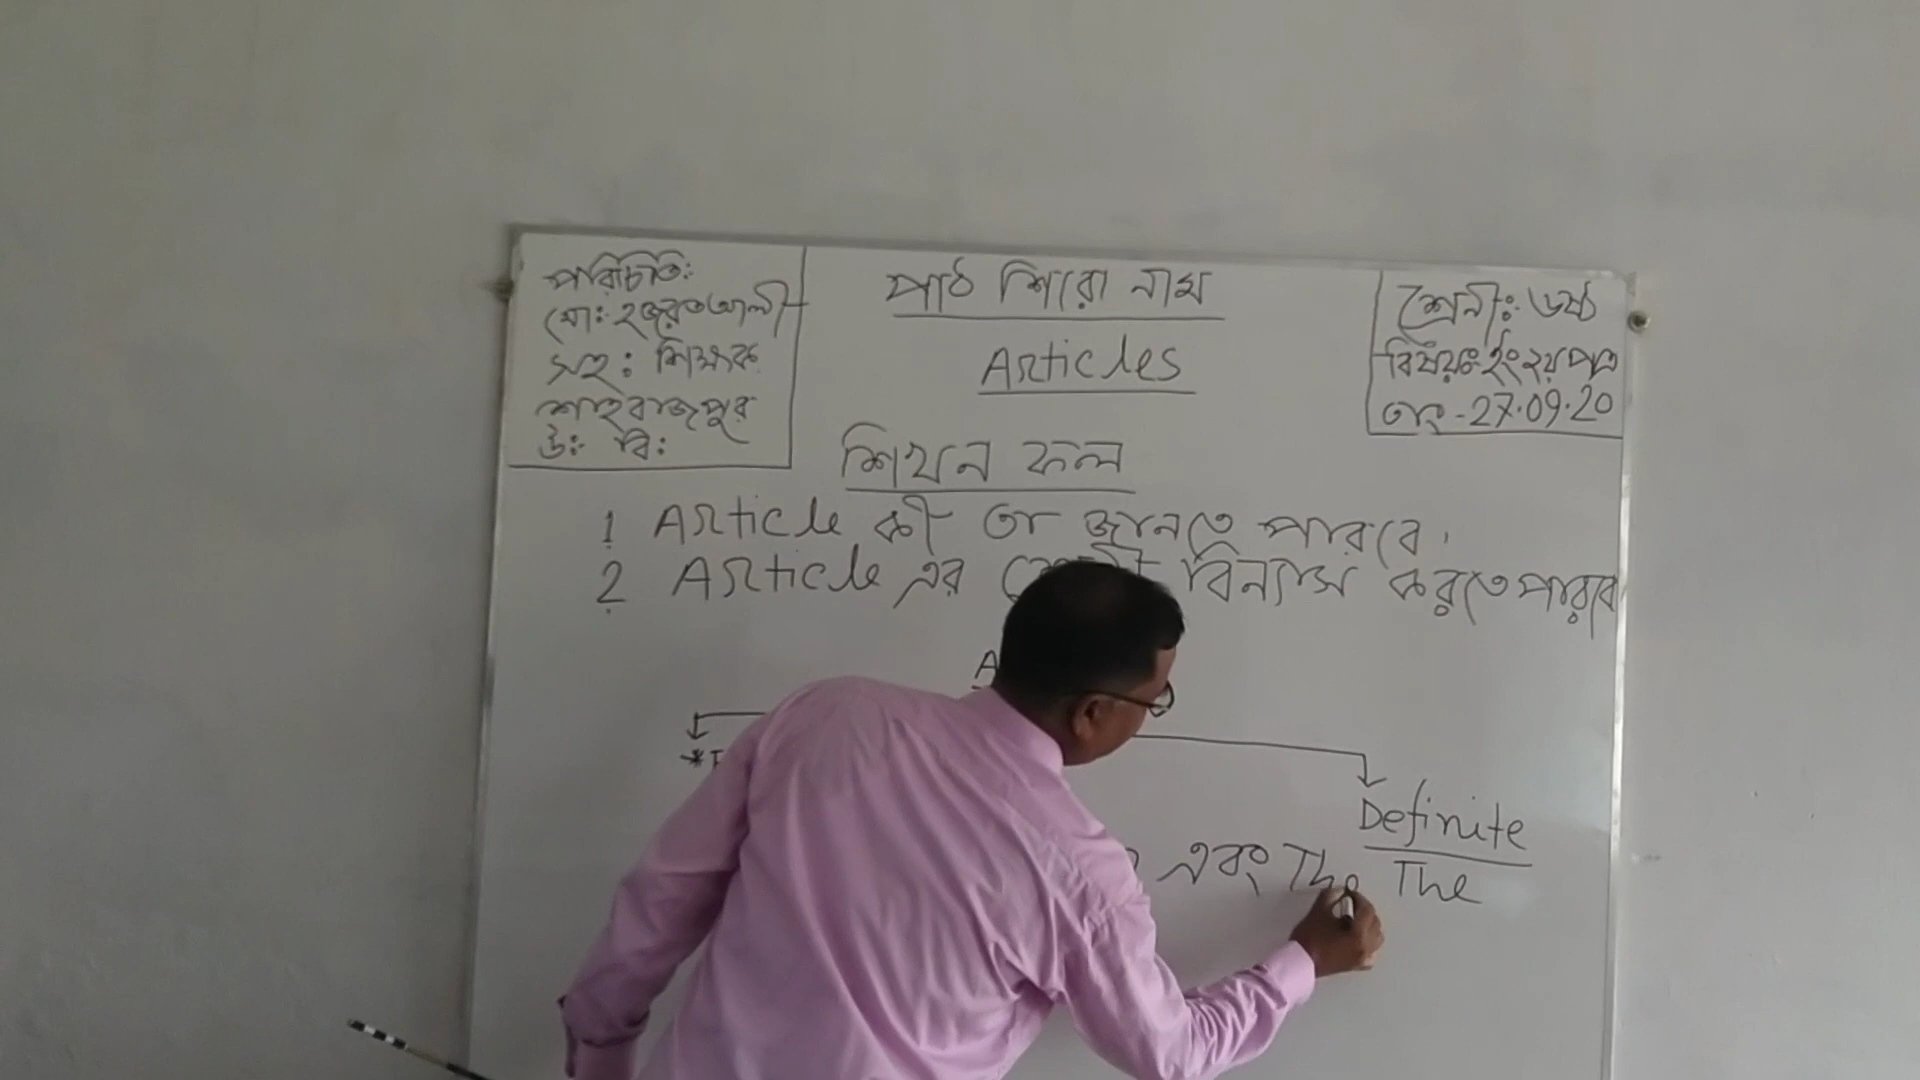 পরিচিতি:
মো: হজরত আলী
সহ: শিক্ষক
শাহবাজপুর
উ: বি:
পাঠ শিরো নাম
Articles
শ্রেনী: ৬ষ্ঠ
বিষয়: ইং ২য় পত্র
তাং - 27.09.20
শিখন ফল
1 Article কী তা জানতে পারবে।
2 Article এর বিন্যাস করতে পারবে
Definite
এবং The
The